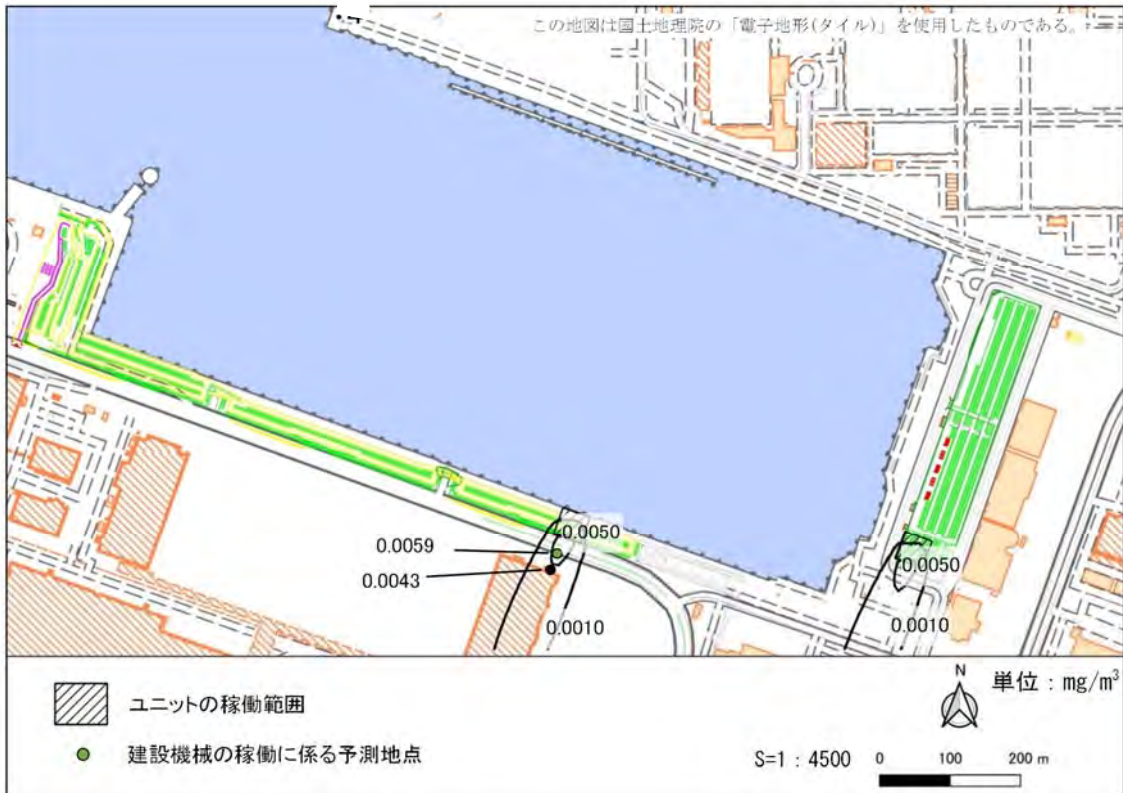 この地図は国土地理院の「電子地形(タイル)」を使用したものである。
0.0050
0.0059
0.0043
0.0010
0.0050
0.0010
ユニットの稼働範囲
建設機械の稼働に係る予測地点
N
単位：mg/m³
S=1：4500
0 100 200 m